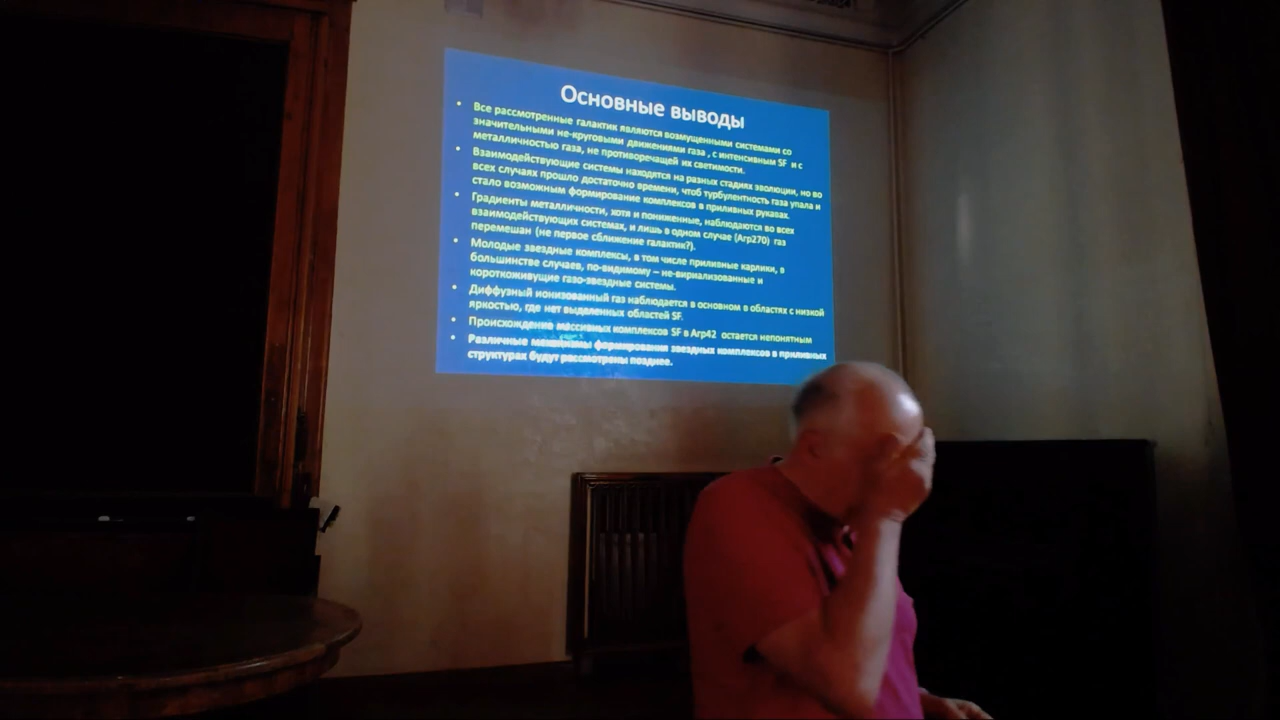 Основные выводы
• Все рассмотренные галактик являются возмущенными системами со
значительными не-круговыми движениями газа , с интенсивным SF и с
металличностью газа, не противоречащей их светимости.
• Взаимодействующие системы находятся на разных стадиях эволюции, но во
всех случаях прошло достаточно времени, чтоб турбулентность газа упала и
стало возможным формирование комплексов в приливных рукавах.
• Градиенты металличности, хотя и пониженные, наблюдаются во всех
взаимодействующих системах, и лишь в одном случае (Arp270) газ
перемешан (не первое сближение галактик?).
• Молодые звездные комплексы, в том числе приливные карлики, в
большинстве случаев, по-видимому – не-вириализованные и
короткоживущие газо-звездные системы.
• Диффузный ионизованный газ наблюдается в основном в областях с низкой
яркостью, где нет выделенных областей SF.
• Происхождение массивных комплексов SF в Arp42 остается непонятным
• Различные механизмы формирования звездных комплексов в приливных
структурах будут рассмотрены позднее.